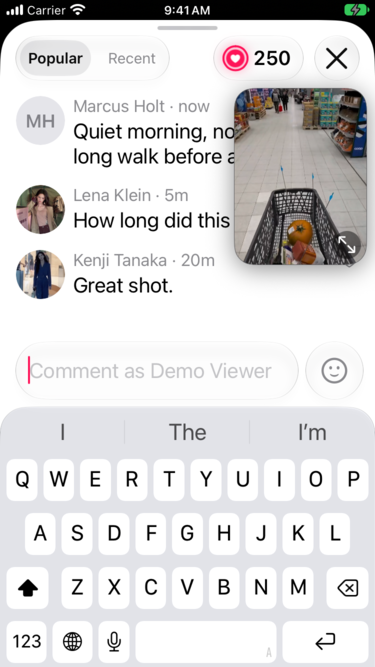 Carrier 9:41 AM
Popular Recent 250
MH Marcus Holt · now
Quiet morning, no
long walk before a
Lena Klein · 5m
How long did this
Kenji Tanaka · 20m
Great shot.
Comment as Demo Viewer
I The I'm
Q W E R T Y U I O P
A S D F G H J K L
Z X C V B N M
123 A